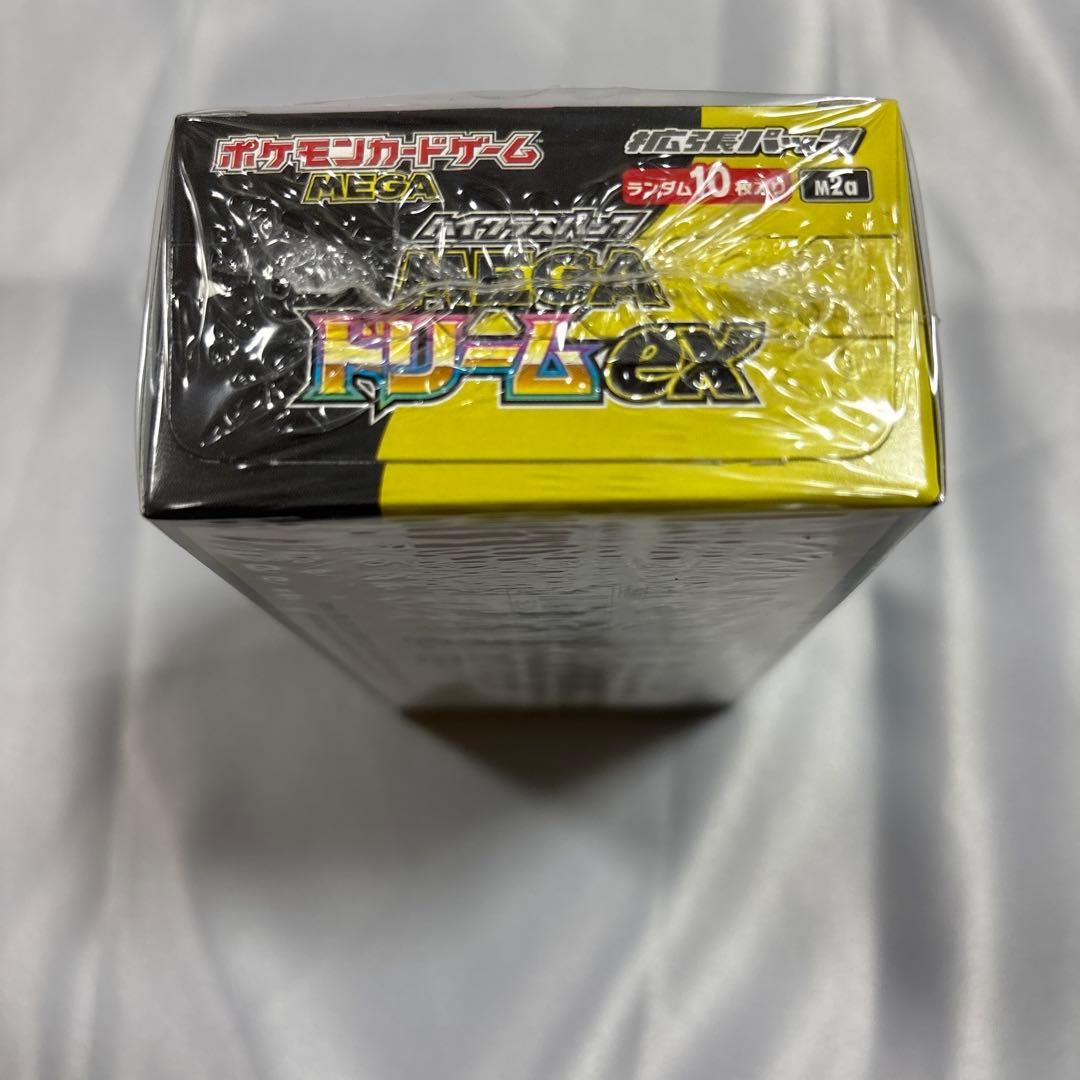 ポケモンカードゲーム
MEGA
拡張パック
ランダム10枚入り
M2a
ハイクラスパック
MEGA
ドリームex